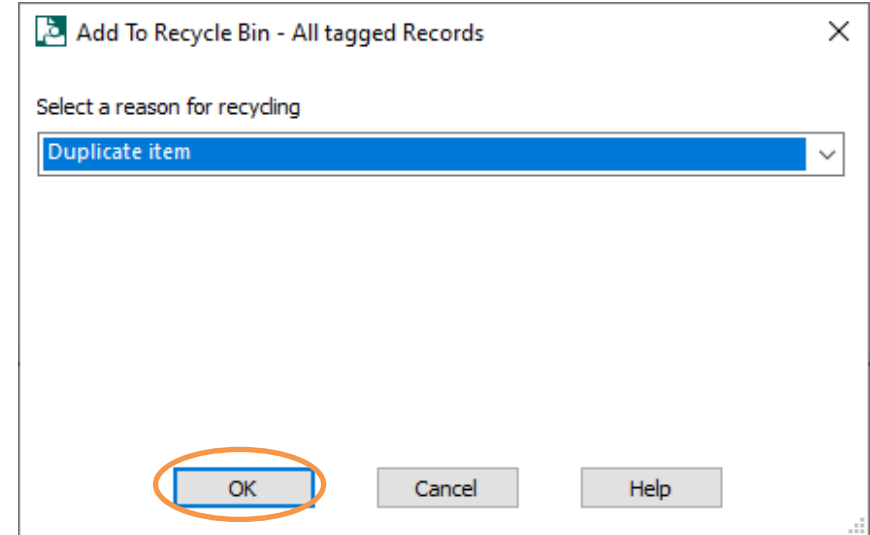 Add To Recycle Bin - All tagged Records
Select a reason for recycling
Duplicate item
OK Cancel Help